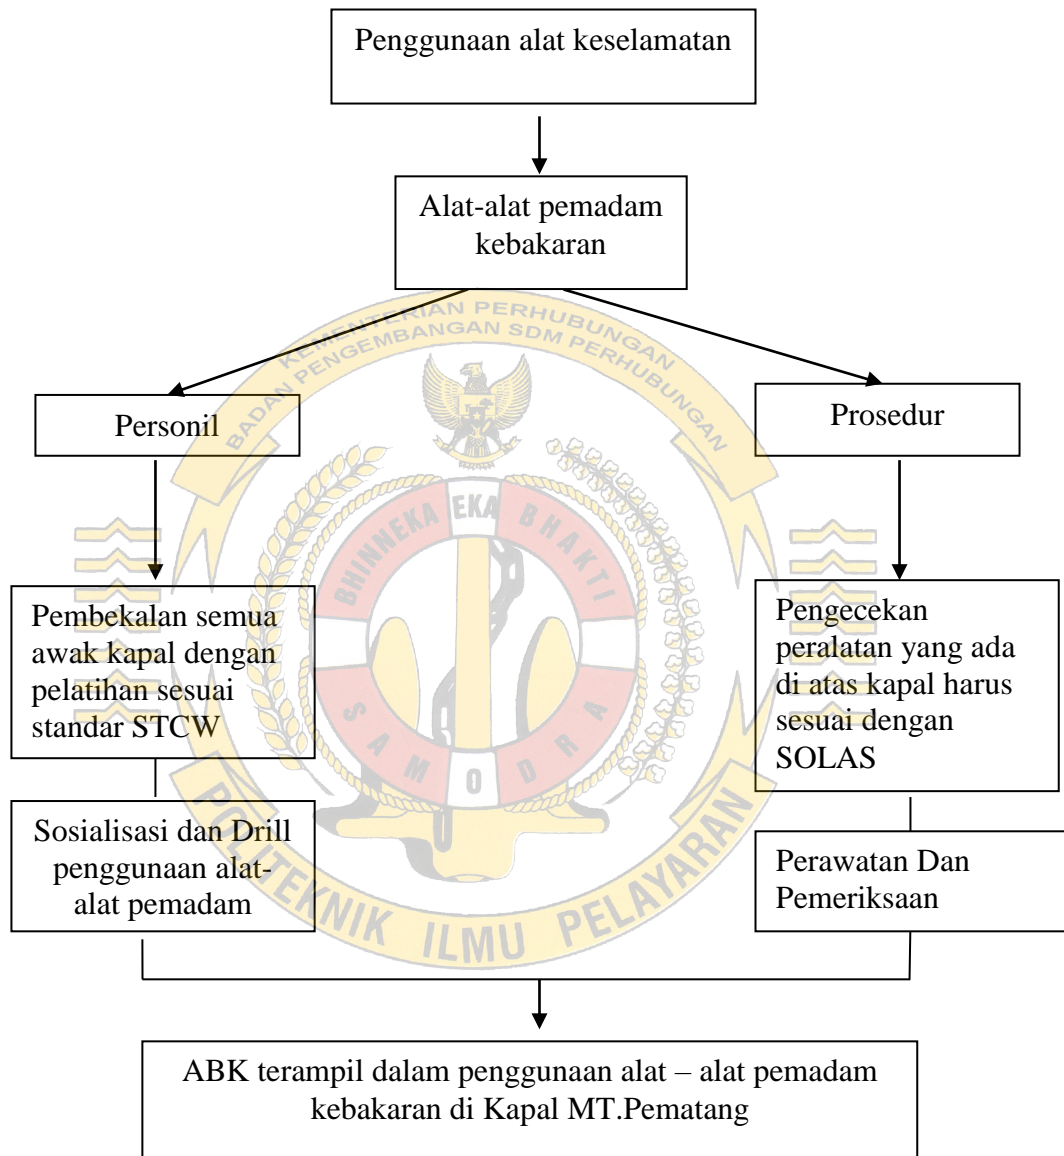 Penggunaan alat keselamatan
Alat-alat pemadam
kebakaran
KEMENTERIAN PERHUBUNGAN
BADAN PENGEMBANGAN SDM PERHUBUNGAN
Personil
Prosedur
BHINNEKA EKA BHAKTI
Pembekalan semua
awak kapal dengan
pelatihan sesuai
standar STCW
Pengecekan
peralatan yang ada
di atas kapal harus
sesuai dengan
SOLAS
SAMODRA
Sosialisasi dan Drill
penggunaan alat-
alat pemadam
Perawatan Dan
Pemeriksaan
POLITEKNIK ILMU PELAYARAN
ABK terampil dalam penggunaan alat – alat pemadam
kebakaran di Kapal MT.Pematang